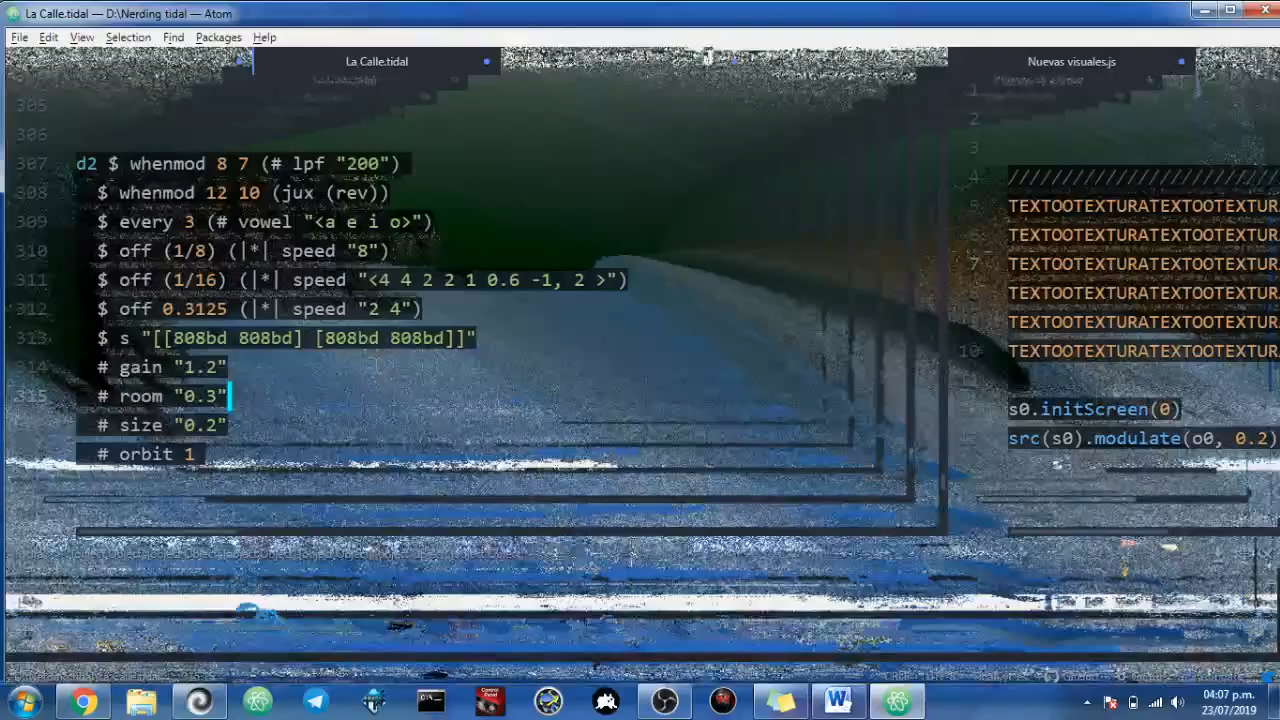 La Calle.tidal — D:\Nerding tidal — Atom
File Edit View Selection Find Packages Help
La Calle.tidal
Nuevas visuales.js
305
306
307 d2 $ whenmod 8 7 (# lpf "200")
308 $ whenmod 12 10 (jux (rev))
309 $ every 3 (# vowel "<a e i o>")
310 $ off (1/8) (|*| speed "8")
311 $ off (1/16) (|*| speed "<4 4 2 2 1 0.6 -1, 2 >")
312 $ off 0.3125 (|*| speed "2 4")
313 $ s "[[808bd 808bd] [808bd 808bd]]"
314 # gain "1.2"
315 # room "0.3"
# size "0.2"
# orbit 1
1
2
3
4 /////////////////////////
5 TEXTOOTEXTURATEXTOOTEXTUR
TEXTOOTEXTURATEXTOOTEXTUR
7 TEXTOOTEXTURATEXTOOTEXTUR
TEXTOOTEXTURATEXTOOTEXTUR
TEXTOOTEXTURATEXTOOTEXTUR
10 TEXTOOTEXTURATEXTOOTEXTUR
s0.initScreen(0)
src(s0).modulate(o0, 0.2)
04:07 p.m.
23/07/2019